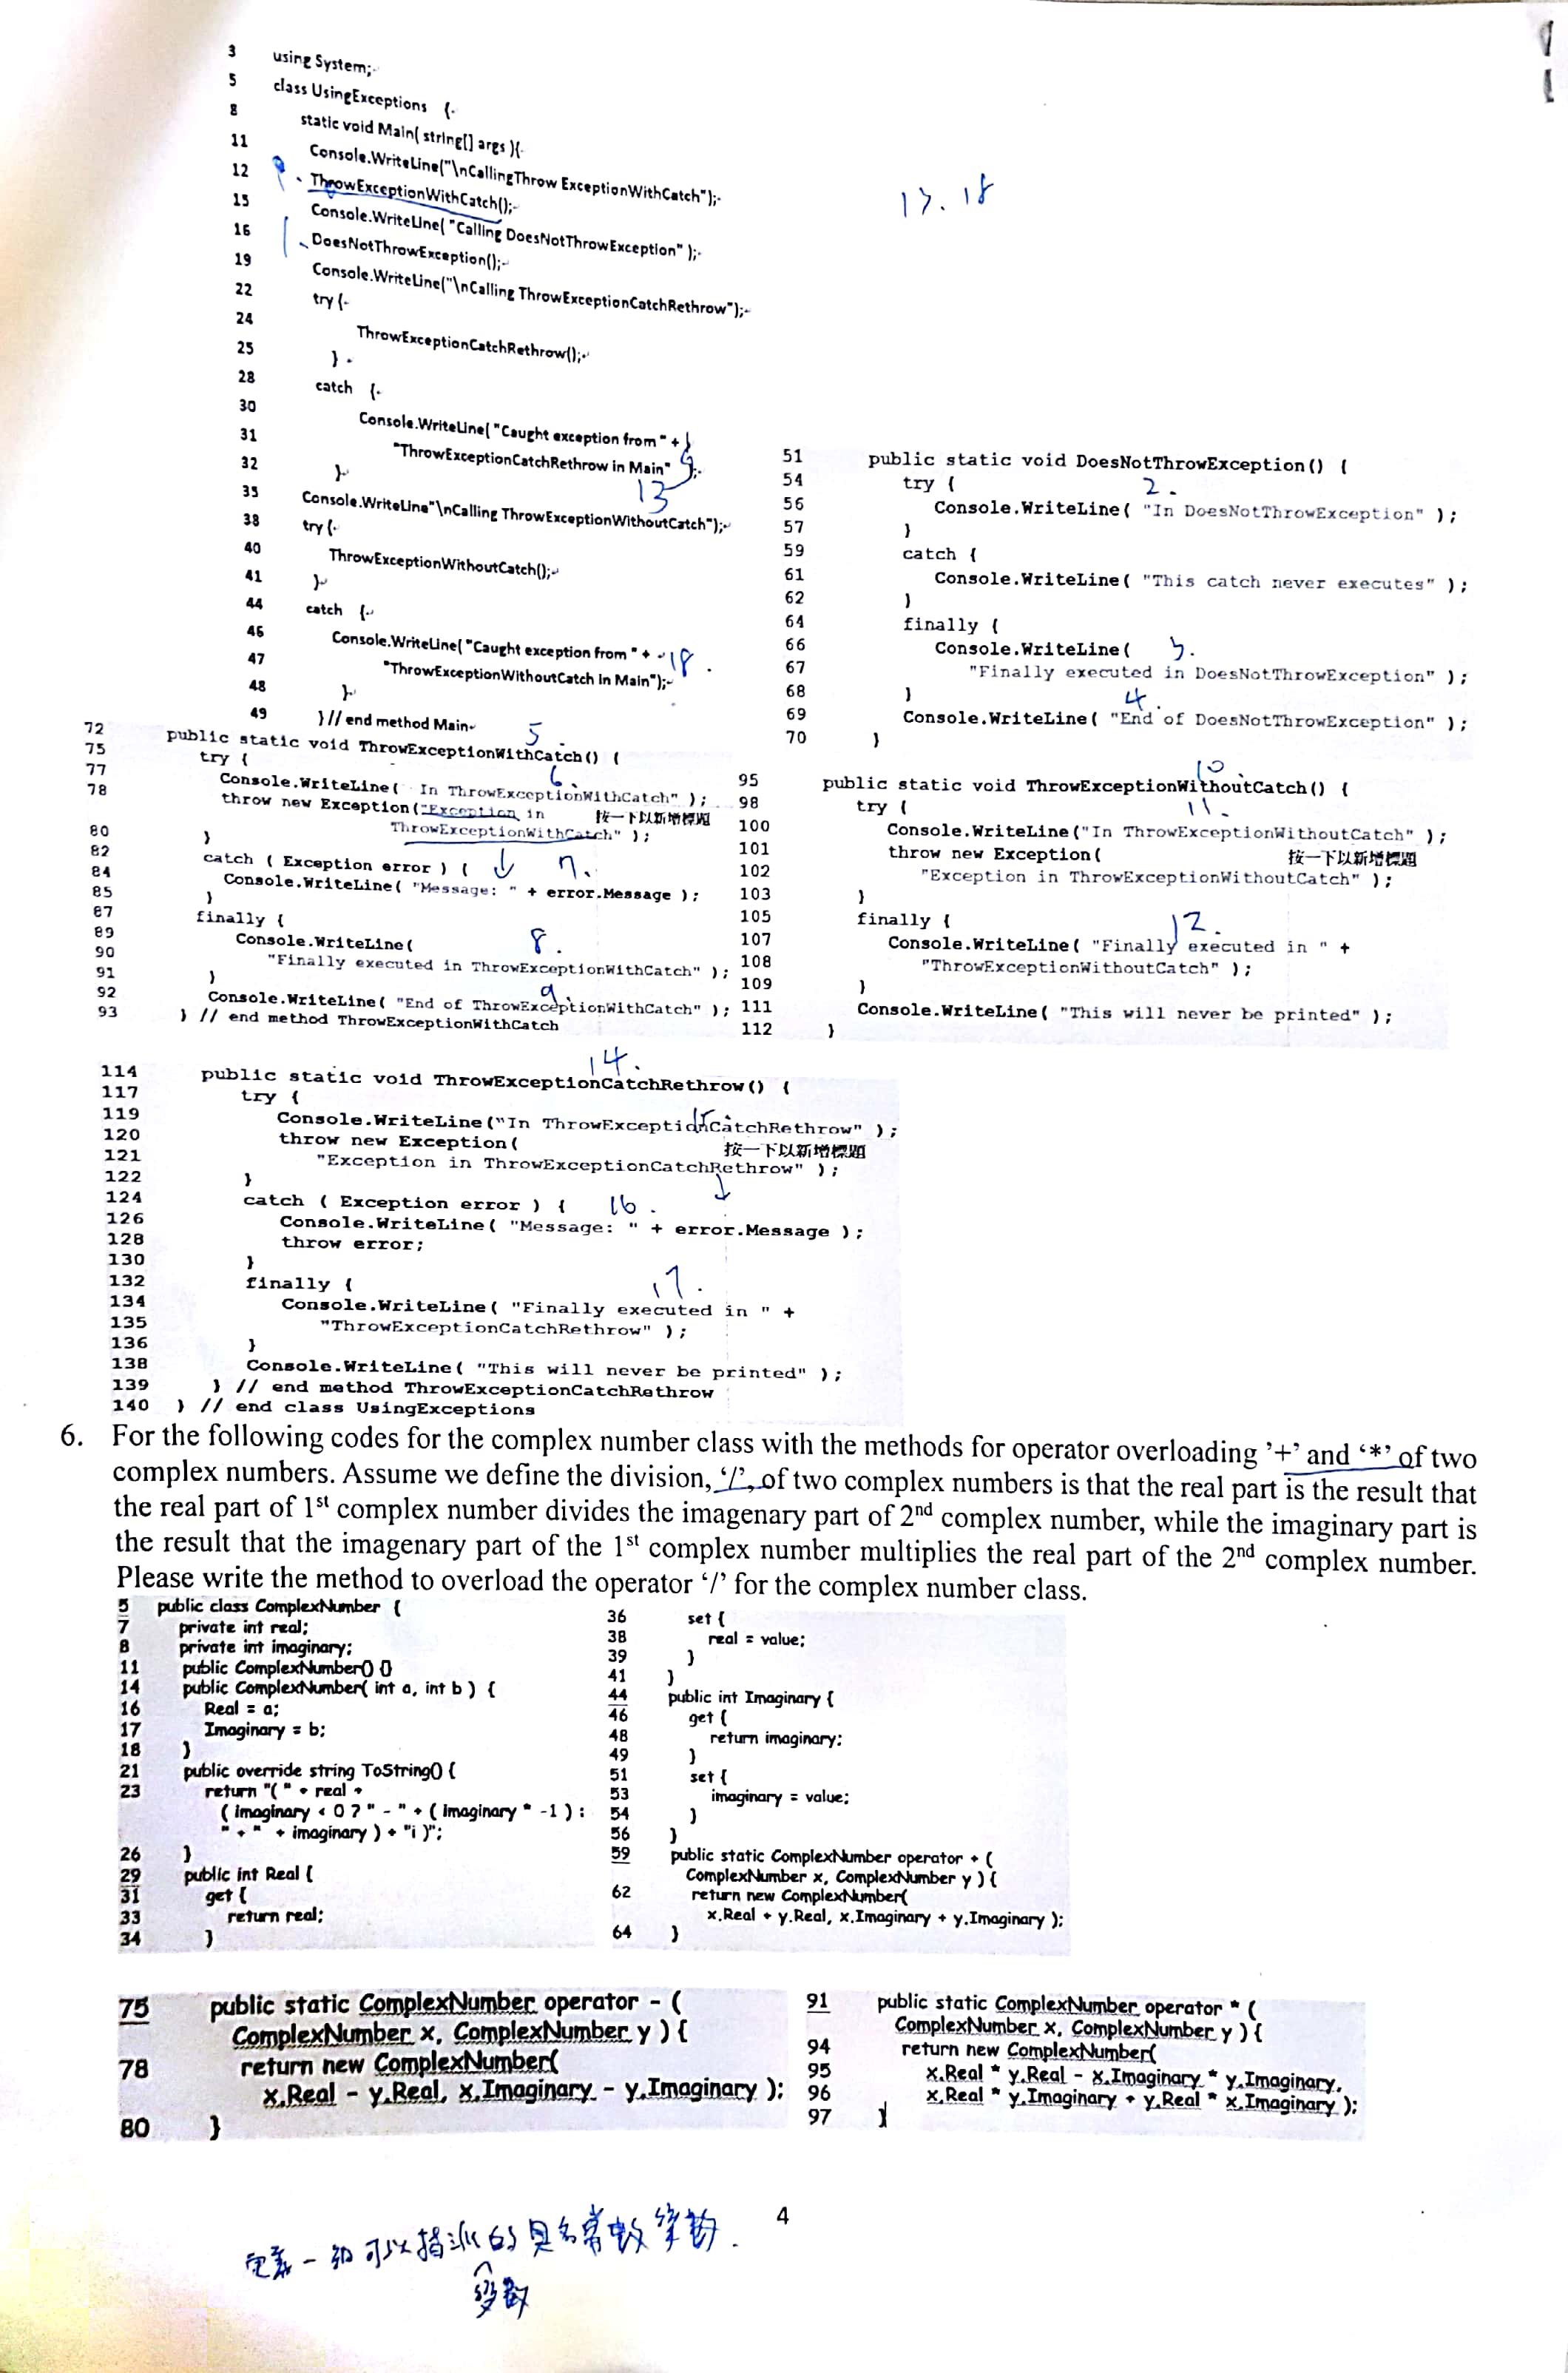 3 using System;
5 class UsingExceptions {
8 static void Main( string[] args ){
11 Console.WriteLine("\nCallingThrow ExceptionWithCatch");
12 ThrowExceptionWithCatch();
15 Console.WriteLine( "Calling DoesNotThrowException" );
16 DoesNotThrowException();
19 Console.WriteLine("\nCalling ThrowExceptionCatchRethrow");
22 try {
24 ThrowExceptionCatchRethrow();
25 }
28 catch {
30 Console.WriteLine( "Caught exception from " +
31 "ThrowExceptionCatchRethrow in Main" );
32 }
13
35 Console.WriteLine"\nCalling ThrowExceptionWithoutCatch");
38 try {
40 ThrowExceptionWithoutCatch();
41 }
44 catch {
46 Console.WriteLine( "Caught exception from " +
18.
47 "ThrowExceptionWithoutCatch in Main");
48 }
49 } // end method Main
17. 18
51 public static void DoesNotThrowException() {
54 try {
2.
56 Console.WriteLine( "In DoesNotThrowException" );
57 }
59 catch {
61 Console.WriteLine( "This catch never executes" );
62 }
64 finally {
66 Console.WriteLine(
3.
67 "Finally executed in DoesNotThrowException" );
68 }
4.
69 Console.WriteLine( "End of DoesNotThrowException" );
70 }
5.
72 public static void ThrowExceptionWithCatch() {
75 try {
6.
77 Console.WriteLine( In ThrowExceptionWithCatch" );
78 throw new Exception("Exception in
按一下以新增標題
ThrowExceptionWithCatch" );
80 }
82 catch ( Exception error ) {
7.
84 Console.WriteLine( "Message: " + error.Message );
85 }
87 finally {
89 Console.WriteLine(
8.
90 "Finally executed in ThrowExceptionWithCatch" );
91 }
9.
92 Console.WriteLine( "End of ThrowExceptionWithCatch" );
93 } // end method ThrowExceptionWithCatch
10.
95 public static void ThrowExceptionWithoutCatch() {
98 try {
11.
100 Console.WriteLine("In ThrowExceptionWithoutCatch" );
101 throw new Exception(
按一下以新增標題
102 "Exception in ThrowExceptionWithoutCatch" );
103 }
105 finally {
12.
107 Console.WriteLine( "Finally executed in " +
108 "ThrowExceptionWithoutCatch" );
109 }
111 Console.WriteLine( "This will never be printed" );
112 }
14.
114 public static void ThrowExceptionCatchRethrow() {
117 try {
15.
119 Console.WriteLine("In ThrowExceptionCatchRethrow" );
120 throw new Exception(
按一下以新增標題
121 "Exception in ThrowExceptionCatchRethrow" );
122 }
124 catch ( Exception error ) {
16.
126 Console.WriteLine( "Message: " + error.Message );
128 throw error;
130 }
132 finally {
17.
134 Console.WriteLine( "Finally executed in " +
135 "ThrowExceptionCatchRethrow" );
136 }
138 Console.WriteLine( "This will never be printed" );
139 } // end method ThrowExceptionCatchRethrow
140 } // end class UsingExceptions
6. For the following codes for the complex number class with the methods for operator overloading '+' and '*' of two
complex numbers. Assume we define the division, '/', of two complex numbers is that the real part is the result that
the real part of 1st complex number divides the imagenary part of 2nd complex number, while the imaginary part is
the result that the imagenary part of the 1st complex number multiplies the real part of the 2nd complex number.
Please write the method to overload the operator '/' for the complex number class.
5 public class ComplexNumber {
7 private int real;
8 private int imaginary;
11 public ComplexNumber() {}
14 public ComplexNumber( int a, int b ) {
16 Real = a;
17 Imaginary = b;
18 }
21 public override string ToString() {
23 return "( " + real +
( imaginary < 0 ? " - " + ( imaginary * -1 ) :
" + " + imaginary ) + "i )";
26 }
29 public int Real {
31 get {
33 return real;
34 }
36 set {
38 real = value;
39 }
41 }
44 public int Imaginary {
46 get {
48 return imaginary;
49 }
51 set {
53 imaginary = value;
54 }
56 }
59 public static ComplexNumber operator + (
ComplexNumber x, ComplexNumber y ) {
62 return new ComplexNumber(
x.Real + y.Real, x.Imaginary + y.Imaginary );
64 }
75 public static ComplexNumber operator - (
ComplexNumber x, ComplexNumber y ) {
78 return new ComplexNumber(
x.Real - y.Real, x.Imaginary - y.Imaginary );
80 }
91 public static ComplexNumber operator * (
ComplexNumber x, ComplexNumber y ) {
94 return new ComplexNumber(
95 x.Real * y.Real - x.Imaginary * y.Imaginary,
96 x.Real * y.Imaginary + y.Real * x.Imaginary );
97 }
4
定義一組可以指派的具名常數
變數